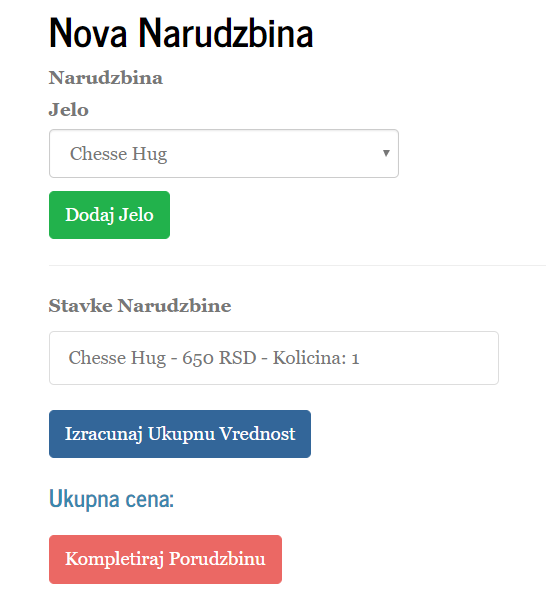 Nova Narudzbina
Narudzbina
Jelo
Chesse Hug
Dodaj Jelo
Stavke Narudzbine
Chesse Hug - 650 RSD - Kolicina: 1
Izracunaj Ukupnu Vrednost
Ukupna cena:
Kompletiraj Porudzbinu